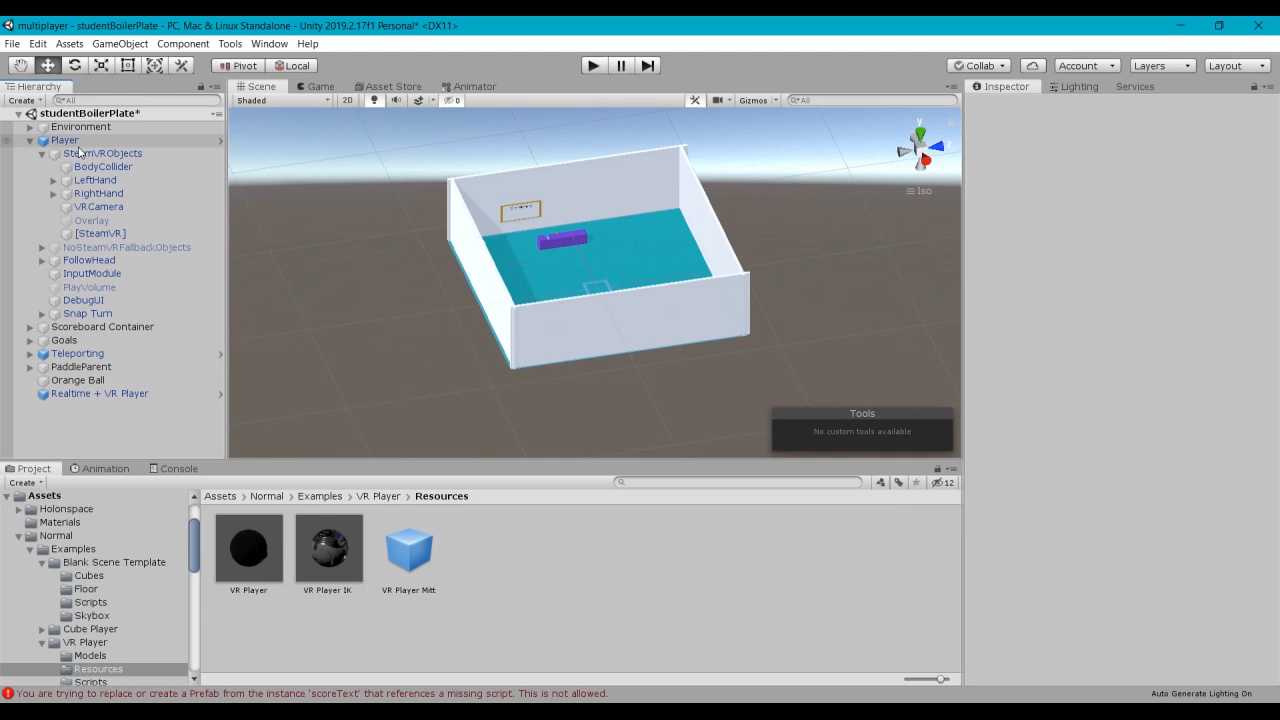 multiplayer - studentBoilerPlate - PC, Mac & Linux Standalone - Unity 2019.2.17f1 Personal* <DX11>
File Edit Assets GameObject Component Tools Window Help
Pivot Local Collab Account Layers Layout
Hierarchy Scene Game Asset Store Animator Inspector Lighting Services
Create All Shaded 2D 0 Gizmos All
studentBoilerPlate*
Environment
Player
SteamVRObjects
BodyCollider
LeftHand
RightHand
VRCamera
Overlay
[SteamVR]
NoSteamVRFallbackObjects
FollowHead
InputModule
PlayVolume
DebugUI
Snap Turn
Scoreboard Container
Goals
Teleporting
PaddleParent
Orange Ball
Realtime + VR Player
Iso
Tools
No custom tools available
Project Animation Console
Create 12
Assets
Holonspace
Materials
Normal
Examples
Blank Scene Template
Cubes
Floor
Scripts
Skybox
Cube Player
VR Player
Models
Resources
Scripts
Assets > Normal > Examples > VR Player > Resources
VR Player VR Player IK VR Player Mitt
You are trying to replace or create a Prefab from the instance 'scoreText' that references a missing script. This is not allowed.
Auto Generate Lighting On